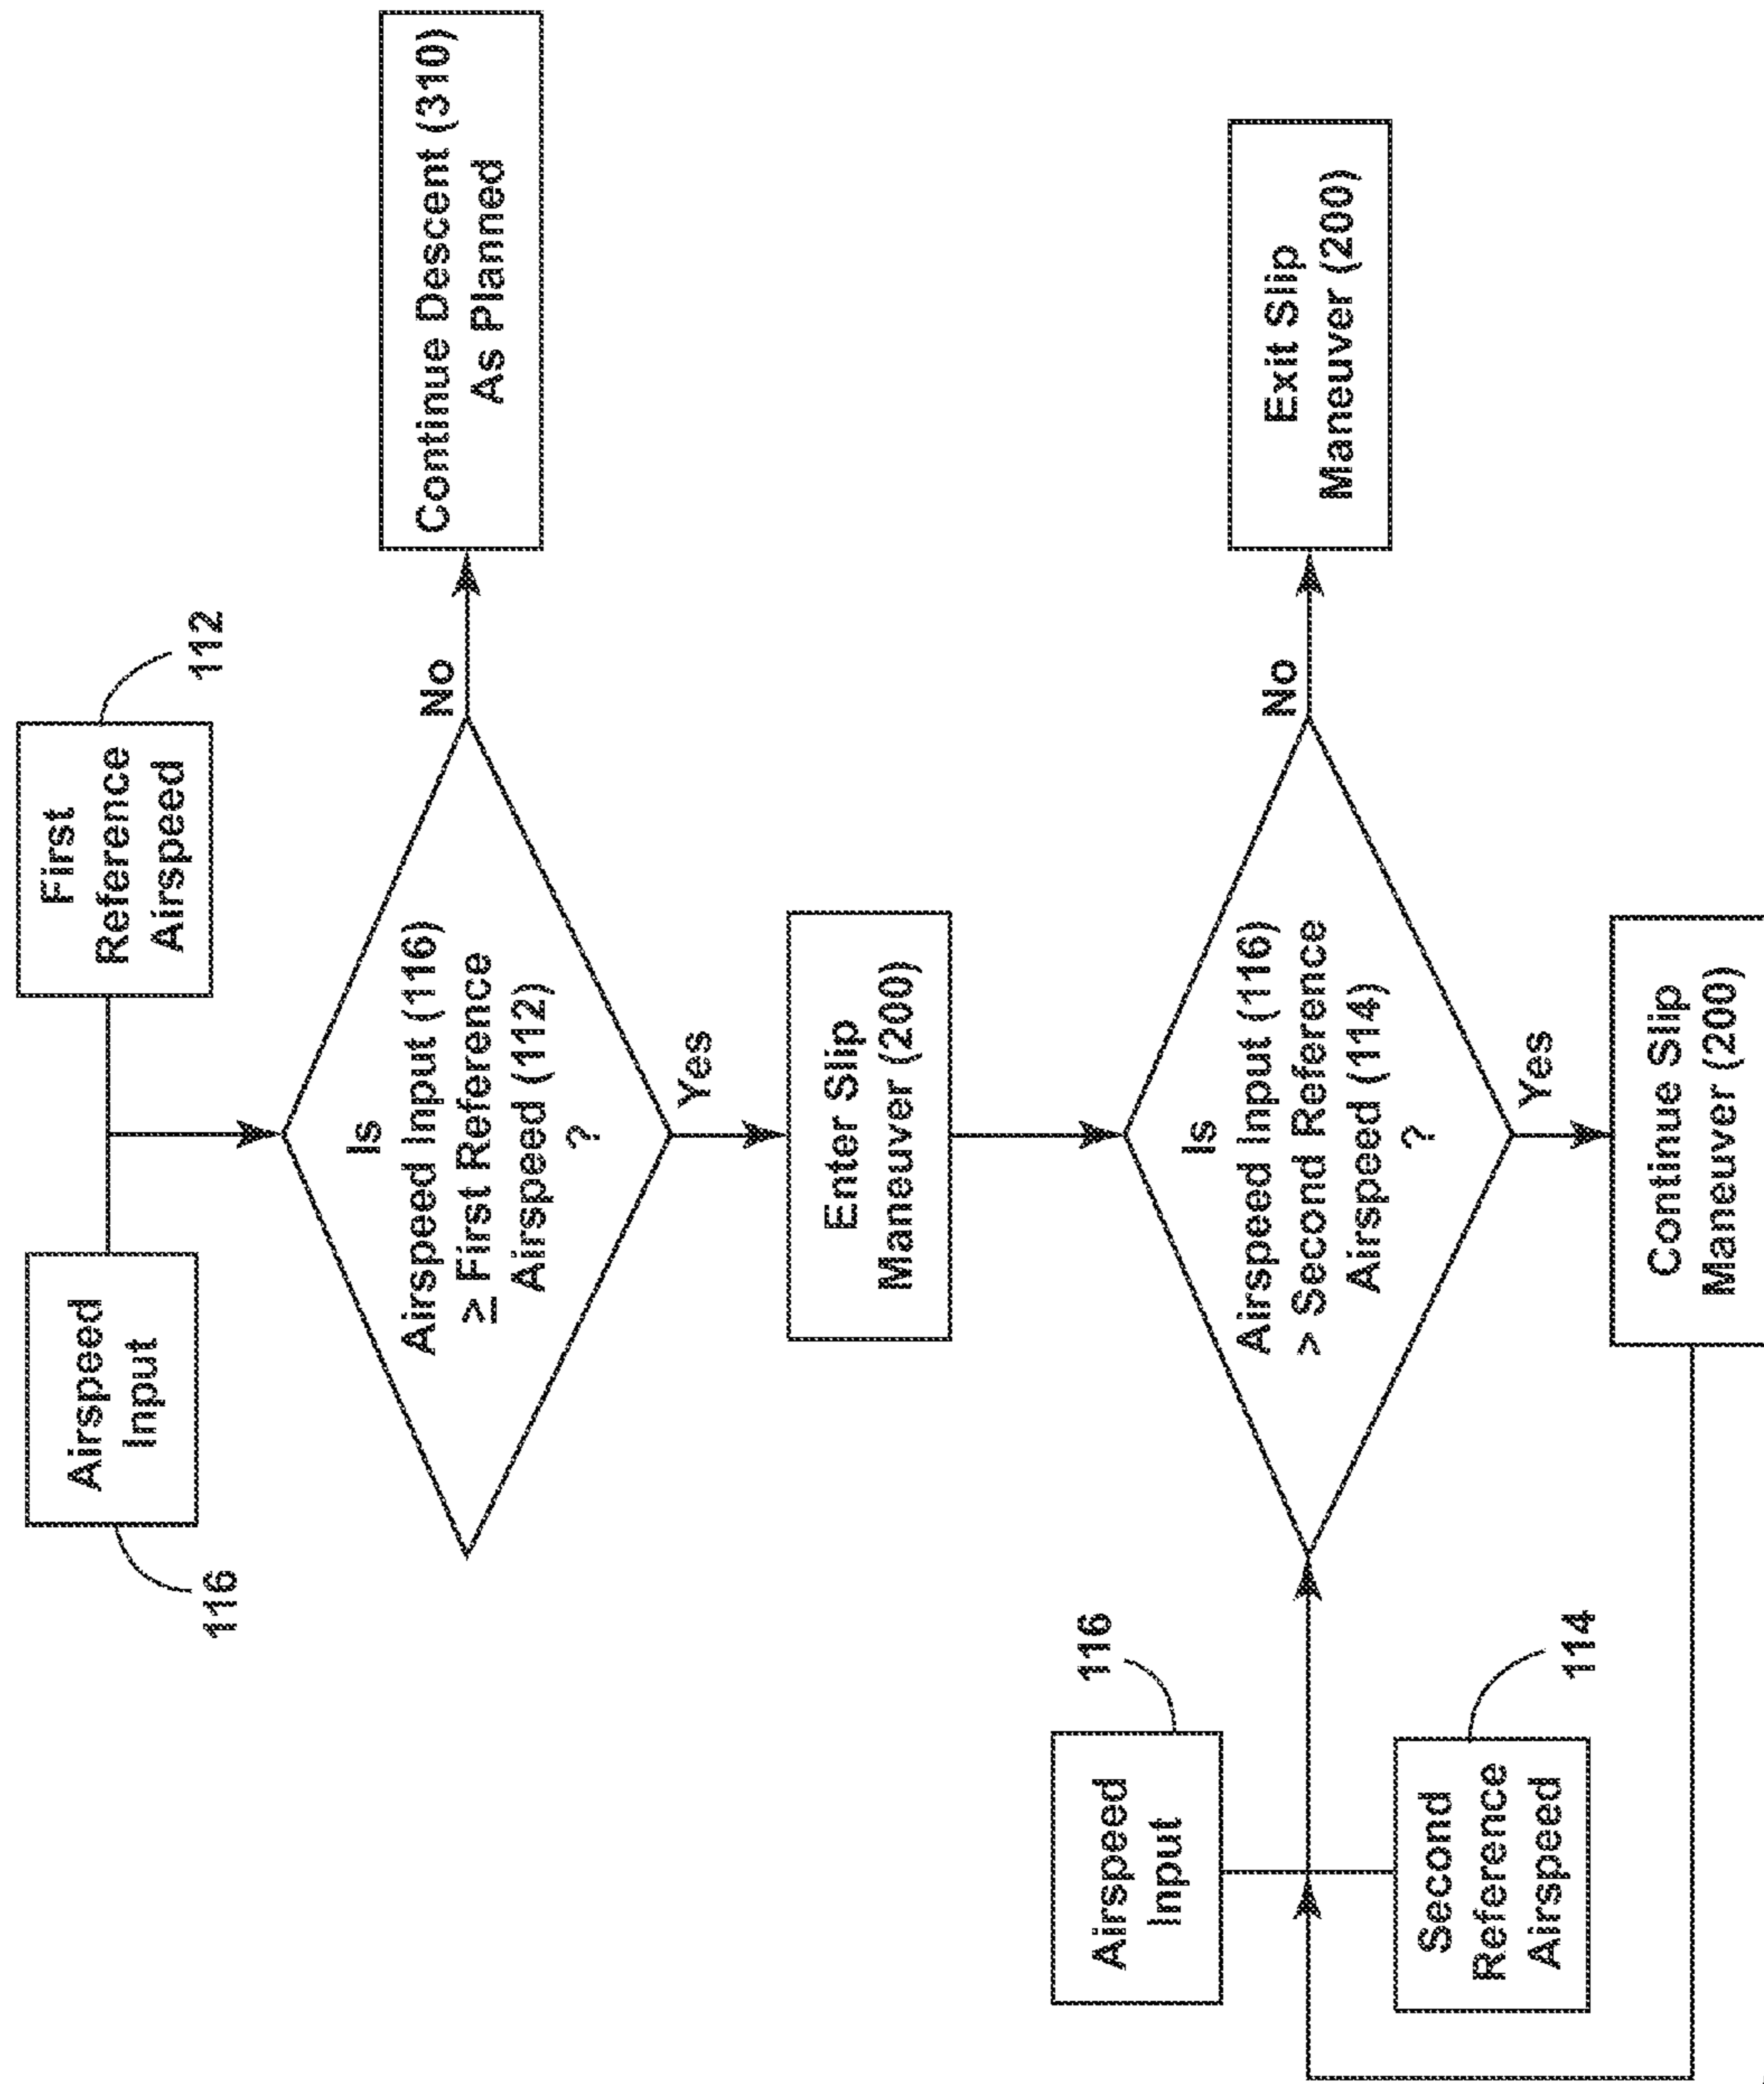 116
Airspeed
Input
First
Reference
Airspeed
112
Is
Airspeed Input (116)
≥ First Reference
Airspeed (112)
?
No
Continue Descent (310)
As Planned
Yes
Enter Slip
Maneuver (200)
Airspeed
Input
116
Second
Reference
Airspeed
114
Is
Airspeed Input (116)
> Second Reference
Airspeed (114)
?
No
Exit Slip
Maneuver (200)
Yes
Continue Slip
Maneuver (200)